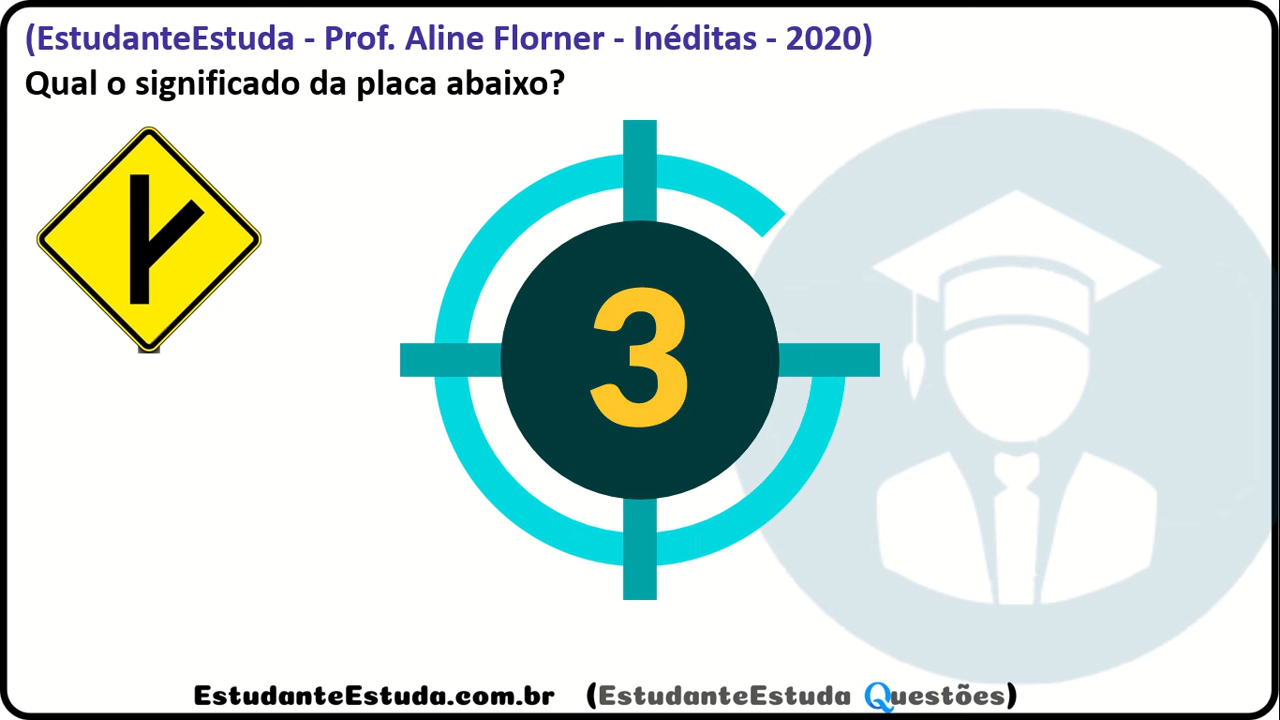 (EstudanteEstuda - Prof. Aline Florner - Inéditas - 2020)
Qual o significado da placa abaixo?
3
EstudanteEstuda.com.br (EstudanteEstuda Questões)